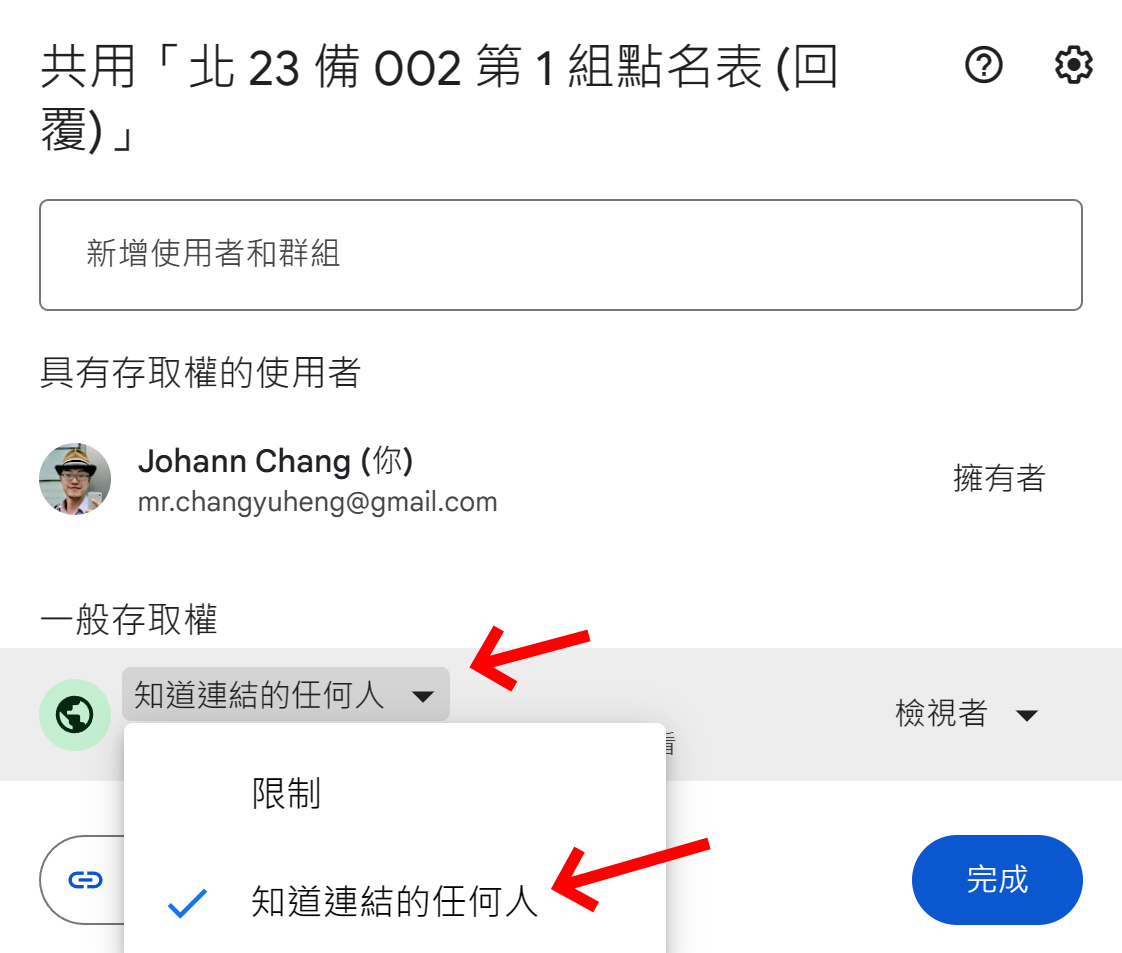 共用「北 23 備 002 第 1 組點名表 (回
覆)」
新增使用者和群組
具有存取權的使用者
Johann Chang (你)
mr.changyuheng@gmail.com
擁有者
一般存取權
知道連結的任何人
檢視者
看
限制
知道連結的任何人
完成